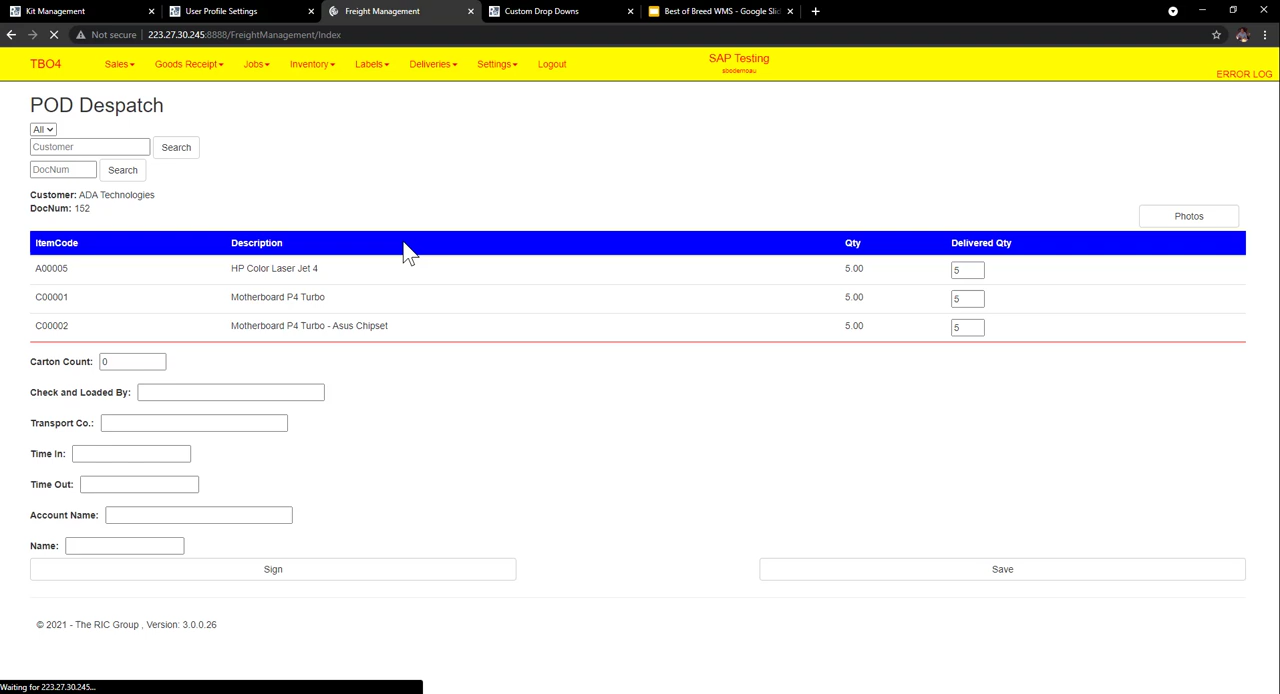 Kit Management
User Profile Settings
Freight Management
Custom Drop Downs
Best of Breed WMS - Google Slid
Not secure
223.27.30.245:8888/FreightManagement/Index
TBO4
Sales
Goods Receipt
Jobs
Inventory
Labels
Deliveries
Settings
Logout
SAP Testing
sbodemoau
ERROR LOG
POD Despatch
All
Customer
Search
DocNum
Search
Customer: ADA Technologies
DocNum: 152
Photos
ItemCode Description Qty Delivered Qty
A00005 HP Color Laser Jet 4 5.00 5
C00001 Motherboard P4 Turbo 5.00 5
C00002 Motherboard P4 Turbo - Asus Chipset 5.00 5
Carton Count: 0
Check and Loaded By:
Transport Co.:
Time In:
Time Out:
Account Name:
Name:
Sign
Save
© 2021 - The RIC Group , Version: 3.0.0.26
Waiting for 223.27.30.245...